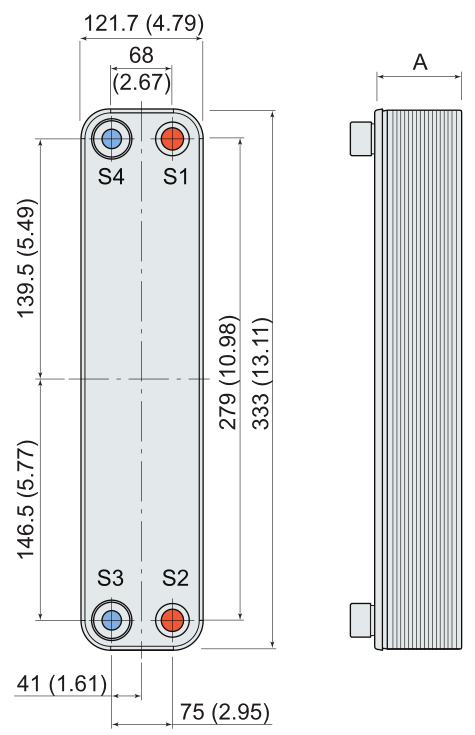 121.7 (4.79)
68
(2.67)
A
S4
S1
139.5 (5.49)
279 (10.98)
333 (13.11)
146.5 (5.77)
S3
S2
41 (1.61)
75 (2.95)